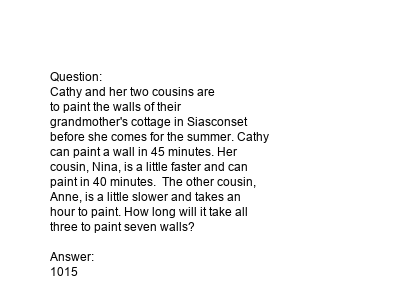 Question:
Cathy and her two cousins are
to paint the walls of their
grandmother's cottage in Siasconset
before she comes for the summer. Cathy
can paint a wall in 45 minutes. Her
cousin, Nina, is a little faster and can
paint in 40 minutes.  The other cousin,
Anne, is a little slower and takes an
hour to paint. How long will it take all
three to paint seven walls?
Answer:
1015